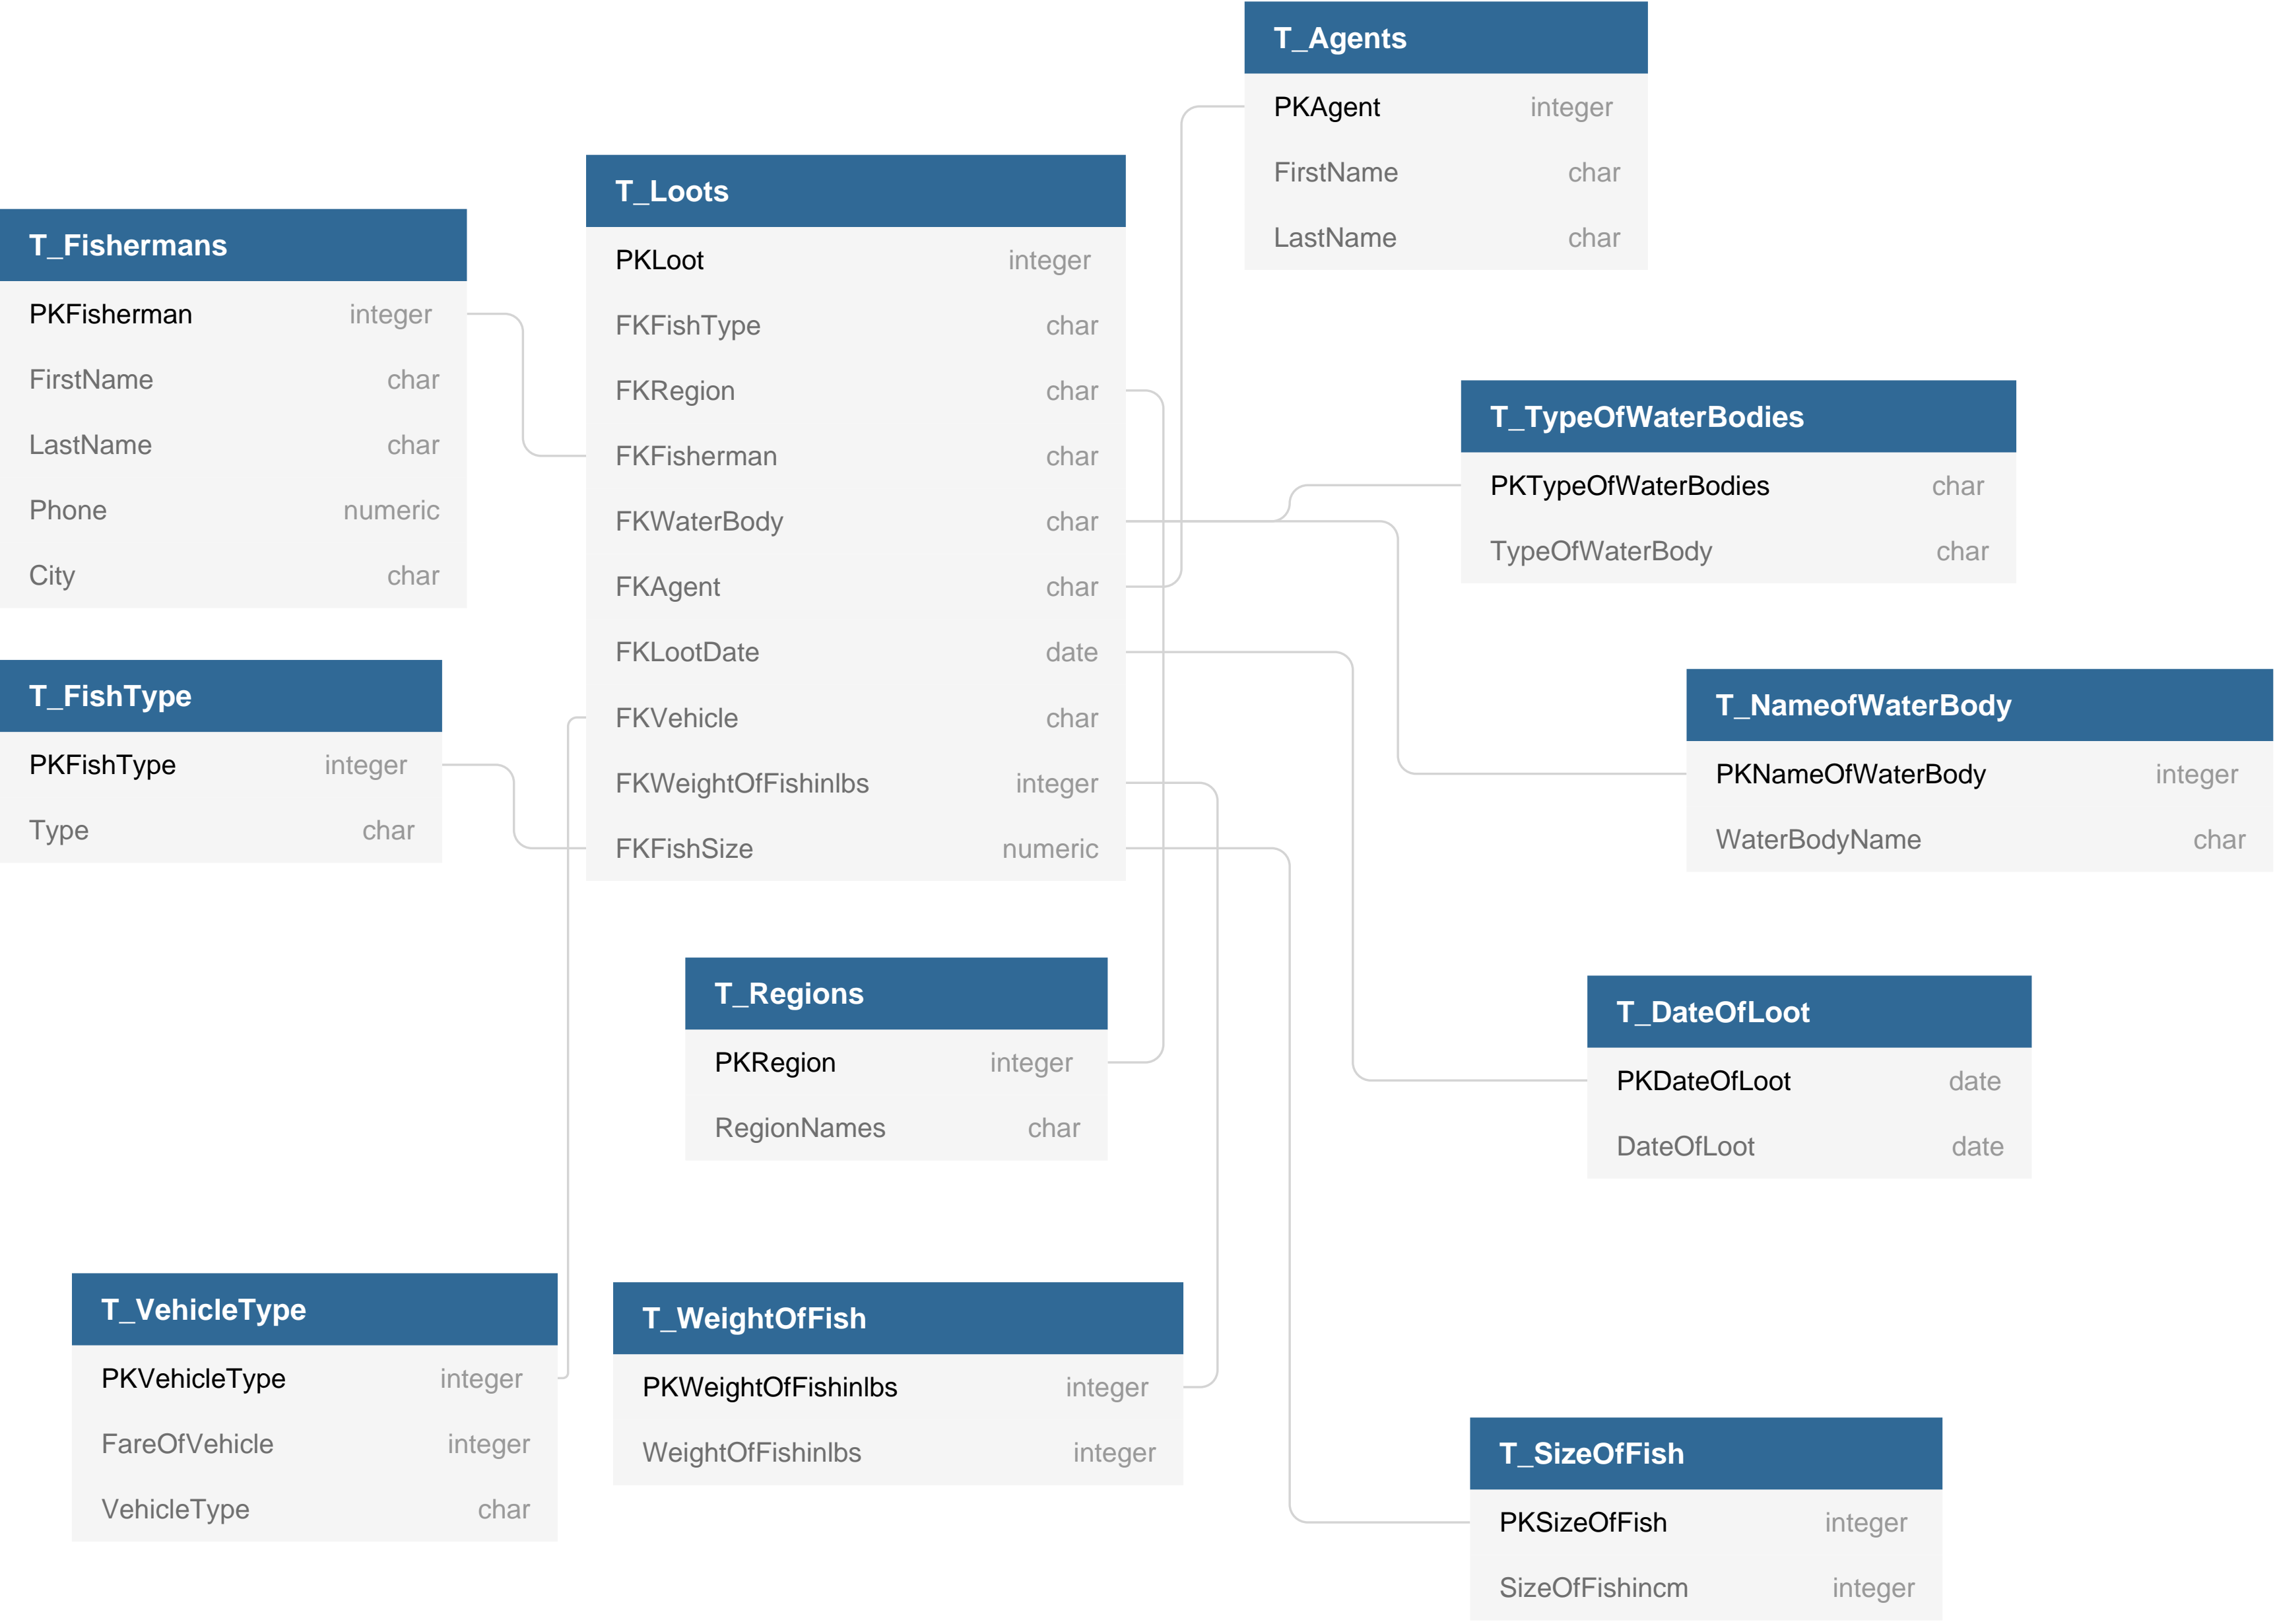 T_Agents
PKAgent integer
FirstName char
LastName char
T_Loots
PKLoot integer
FKFishType char
FKRegion char
FKFisherman char
FKWaterBody char
FKAgent char
FKLootDate date
FKVehicle char
FKWeightOfFishinlbs integer
FKFishSize numeric
T_Fishermans
PKFisherman integer
FirstName char
LastName char
Phone numeric
City char
T_TypeOfWaterBodies
PKTypeOfWaterBodies char
TypeOfWaterBody char
T_FishType
PKFishType integer
Type char
T_NameofWaterBody
PKNameOfWaterBody integer
WaterBodyName char
T_Regions
PKRegion integer
RegionNames char
T_DateOfLoot
PKDateOfLoot date
DateOfLoot date
T_VehicleType
PKVehicleType integer
FareOfVehicle integer
VehicleType char
T_WeightOfFish
PKWeightOfFishinlbs integer
WeightOfFishinlbs integer
T_SizeOfFish
PKSizeOfFish integer
SizeOfFishincm integer